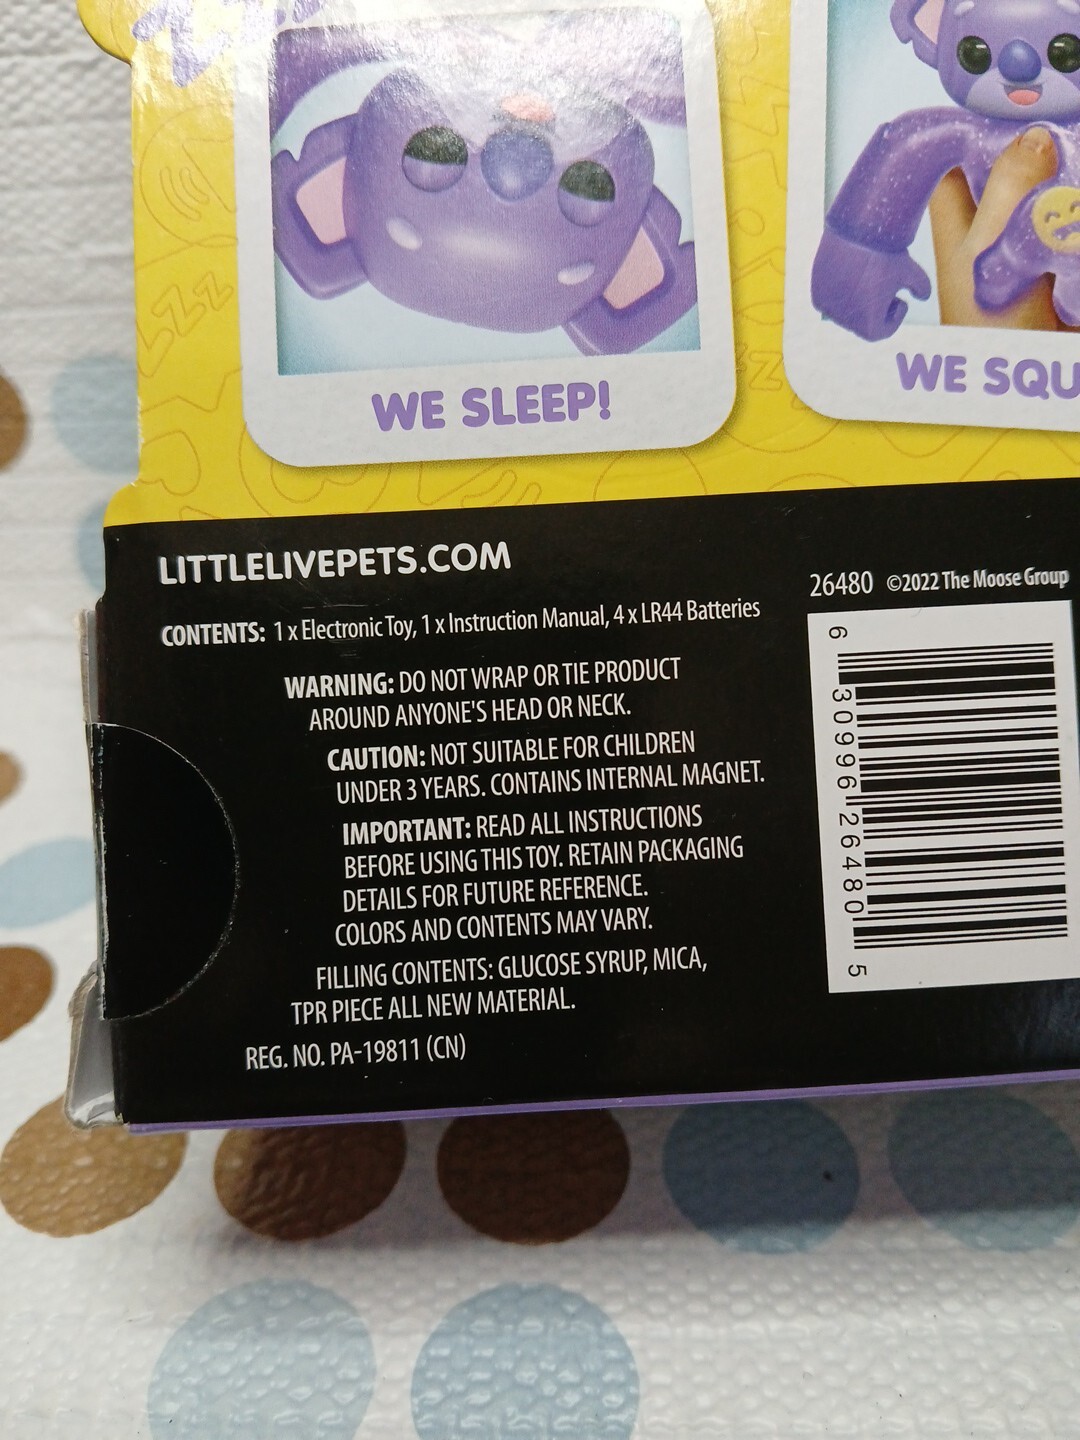 WE SLEEP!
WE SQU
LITTLELIVEPETS.COM
CONTENTS: 1 x Electronic Toy, 1 x Instruction Manual, 4 x LR44 Batteries
WARNING: DO NOT WRAP OR TIE PRODUCT
AROUND ANYONE'S HEAD OR NECK.
CAUTION: NOT SUITABLE FOR CHILDREN
UNDER 3 YEARS. CONTAINS INTERNAL MAGNET.
IMPORTANT: READ ALL INSTRUCTIONS
BEFORE USING THIS TOY. RETAIN PACKAGING
DETAILS FOR FUTURE REFERENCE.
COLORS AND CONTENTS MAY VARY.
FILLING CONTENTS: GLUCOSE SYRUP, MICA,
TPR PIECE ALL NEW MATERIAL.
REG. NO. PA-19811 (CN)
26480 ©2022 The Moose Group
6 30996 26480 5
ZZZ